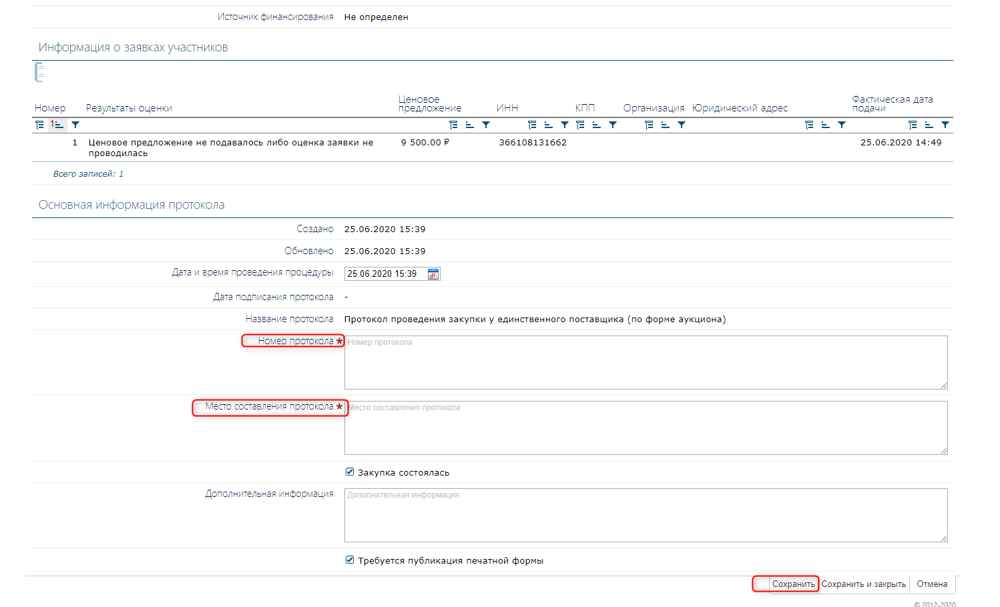 Источник финансирования Не определен
Информация о заявках участников
Номер Результаты оценки Ценовое предложение ИНН КПП Организация Юридический адрес Фактическая дата подачи
1
1 Ценовое предложение не подавалось либо оценка заявки не 9 500.00 ₽ 366108131662 25.06.2020 14:49
проводилась
Всего записей: 1
Основная информация протокола
Создано 25.06.2020 15:39
Обновлено 25.06.2020 15:39
Дата и время проведения процедуры 25.06.2020 15:39
Дата подписания протокола -
Название протокола Протокол проведения закупки у единственного поставщика (по форме аукциона)
Номер протокола * Номер протокола
Место составления протокола * Место составления протокола
Закупка состоялась
Дополнительная информация Дополнительная информация
Требуется публикация печатной формы
Сохранить Сохранить и закрыть Отмена
© 2012-2020